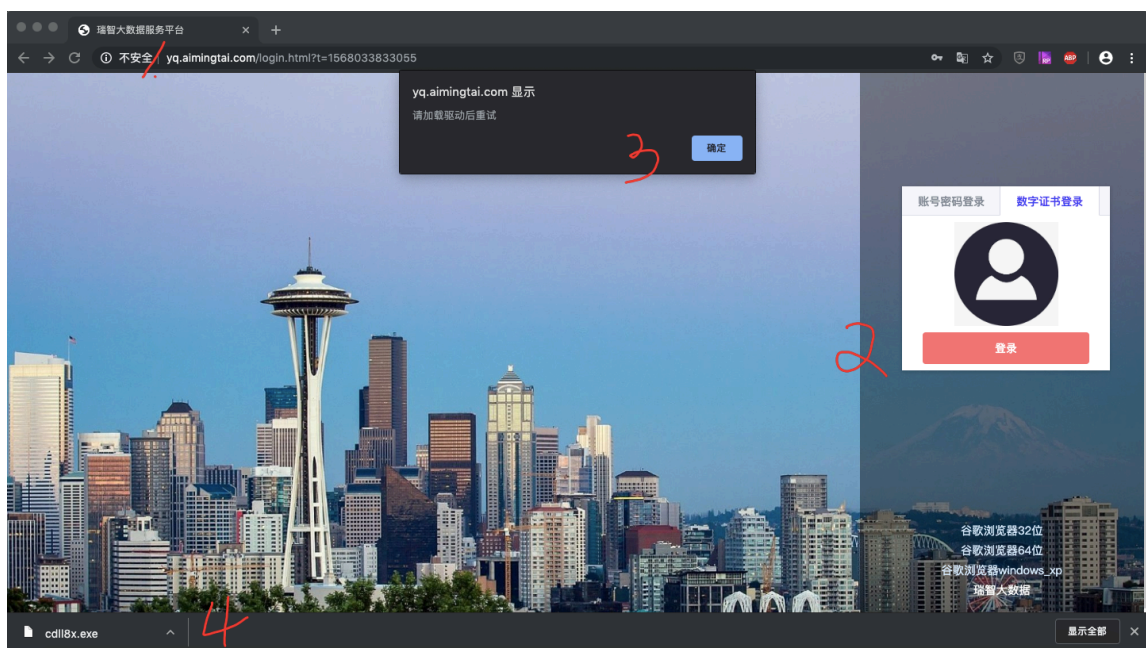 瑞智大数据服务平台
不安全 yq.aimingtai.com/login.html?t=1568033833055
ABP
1.
yq.aimingtai.com 显示
请加载驱动后重试
确定
3
账号密码登录 数字证书登录
登录
2
谷歌浏览器32位
谷歌浏览器64位
谷歌浏览器windows_xp
瑞智大数据
4
cdll8x.exe
显示全部